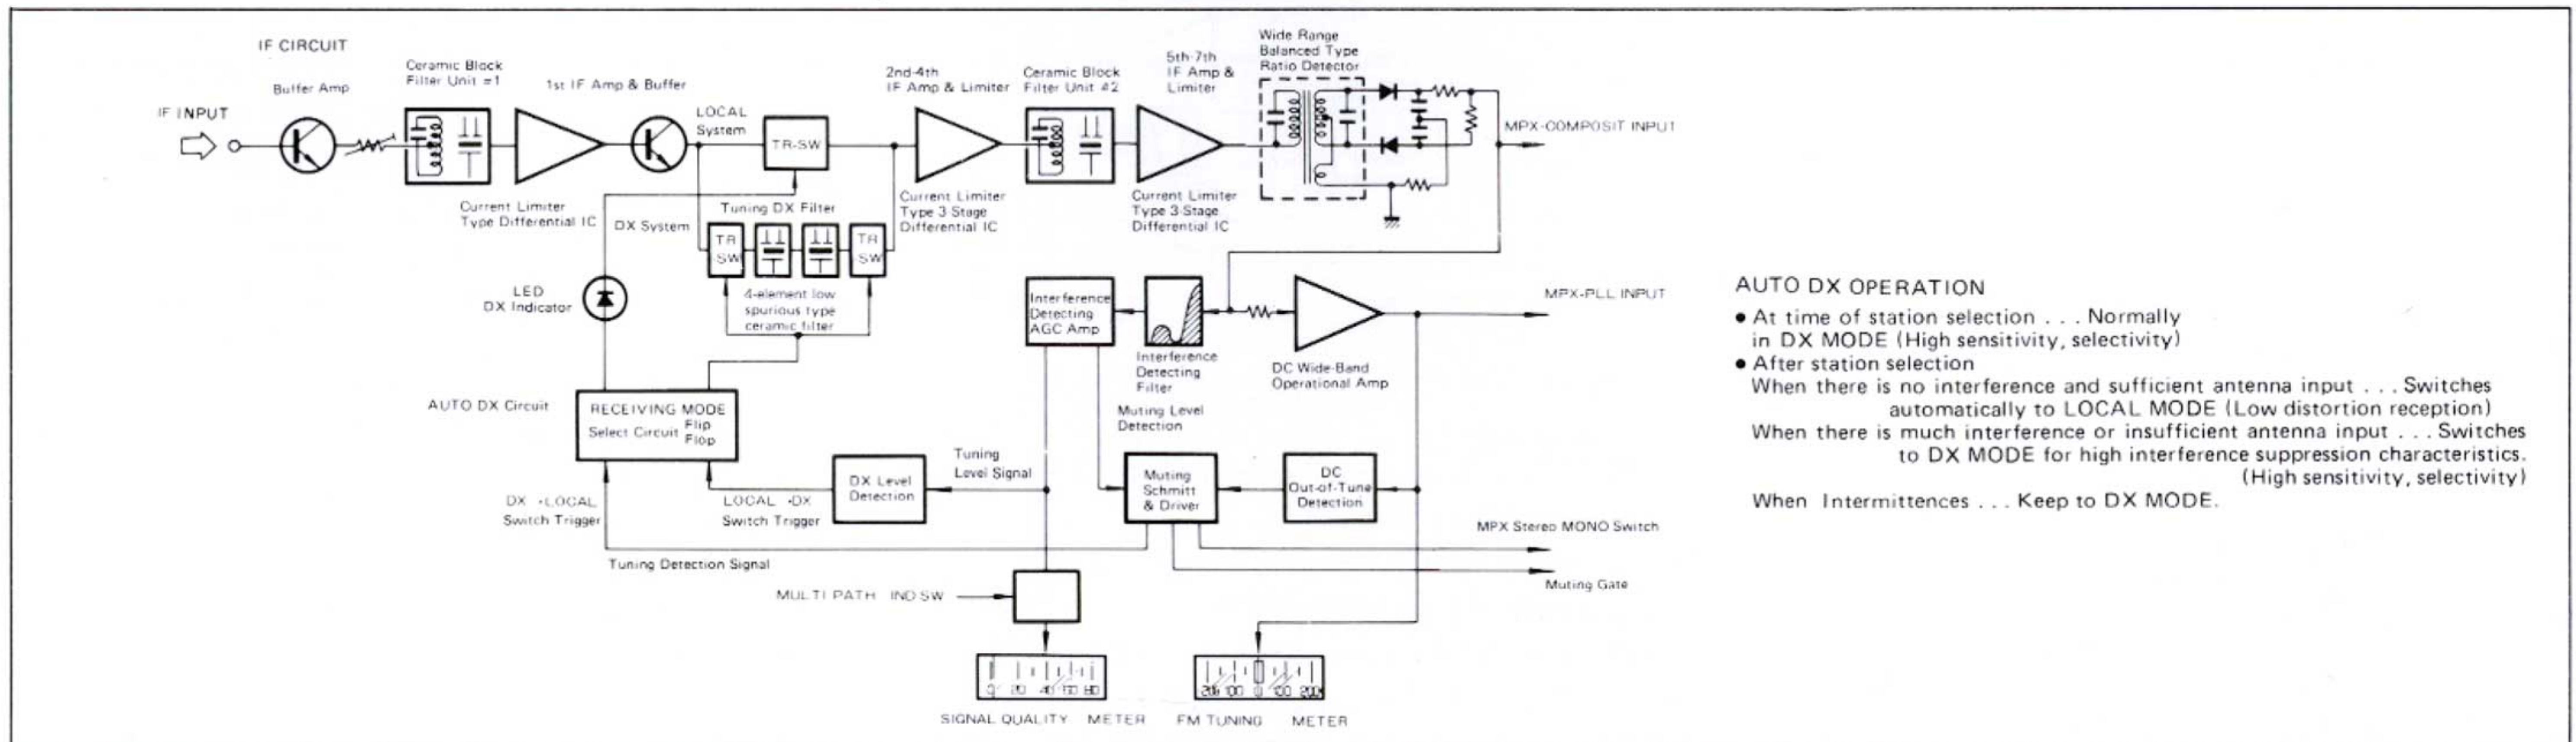 IF CIRCUIT
IF INPUT
Buffer Amp
Ceramic Block
Filter Unit #1
1st IF Amp & Buffer
Current Limiter
Type Differential IC
LOCAL
System
TR-SW
DX System
Tuning DX Filter
TR
-SW
TR
-SW
4-element low
spurious type
ceramic filter
2nd-4th
IF Amp & Limiter
Current Limiter
Type 3-Stage
Differential IC
Ceramic Block
Filter Unit #2
5th-7th
IF Amp &
Limiter
Current Limiter
Type 3-Stage
Differential IC
Wide Range
Balanced Type
Ratio Detector
MPX-COMPOSIT INPUT
LED
DX Indicator
Interference
Detecting
AGC Amp
Interference
Detecting
Filter
DC Wide-Band
Operational Amp
MPX-PLL INPUT
AUTO DX Circuit
RECEIVING MODE
Select Circuit Flip
Flop
Muting Level
Detection
DX → LOCAL
Switch Trigger
LOCAL → DX
Switch Trigger
DX Level
Detection
Tuning
Level Signal
Muting
Schmitt
& Driver
DC
Out-of-Tune
Detection
Tuning Detection Signal
MPX Stereo MONO Switch
Muting Gate
MULTI PATH IND SW
0 20 40 60 80
200 100 0 100 200
SIGNAL QUALITY METER
FM TUNING METER
AUTO DX OPERATION
• At time of station selection . . . Normally
in DX MODE (High sensitivity, selectivity)
• After station selection
When there is no interference and sufficient antenna input . . . Switches
automatically to LOCAL MODE (Low distortion reception)
When there is much interference or insufficient antenna input . . . Switches
to DX MODE for high interference suppression characteristics.
(High sensitivity, selectivity)
When Intermittences . . . Keep to DX MODE.